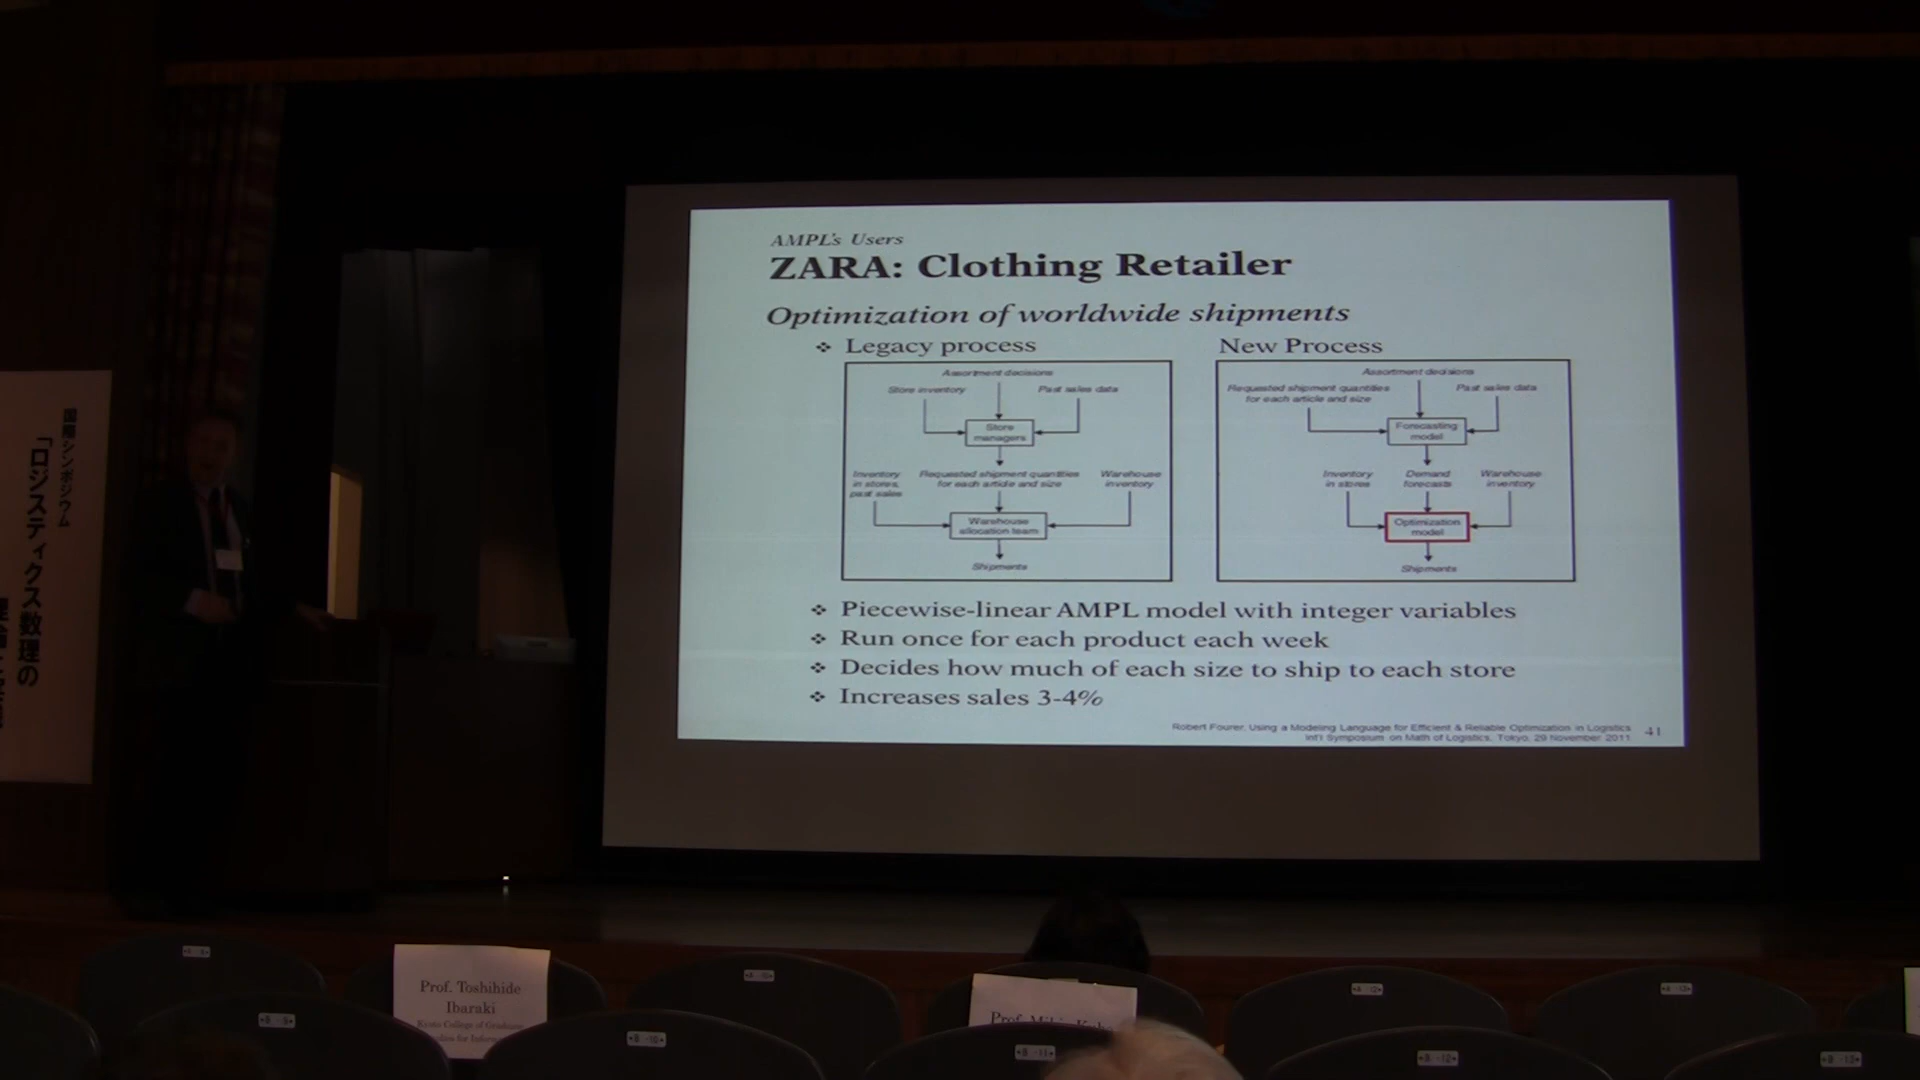 AMPL's Users
ZARA: Clothing Retailer
Optimization of worldwide shipments
❖ Legacy process
Assortment decisions
Store inventory
Past sales data
Store
managers
Inventory
in stores,
past sales
Requested shipment quantities
for each article and size
Warehouse
inventory
Warehouse
allocation team
Shipments
New Process
Assortment decisions
Requested shipment quantities
for each article and size
Past sales data
Forecasting
model
Inventory
in stores
Demand
forecasts
Warehouse
inventory
Optimization
model
Shipments
❖ Piecewise-linear AMPL model with integer variables
❖ Run once for each product each week
❖ Decides how much of each size to ship to each store
❖ Increases sales 3-4%
Robert Fourer, Using a Modeling Language for Efficient & Reliable Optimization in Logistics
Int'l Symposium on Math of Logistics, Tokyo, 29 November 2011
41
国際シンポジウム
「ロジスティクス数理の
Prof. Toshihide
Ibaraki
Kyoto College of Graduate
Prof.